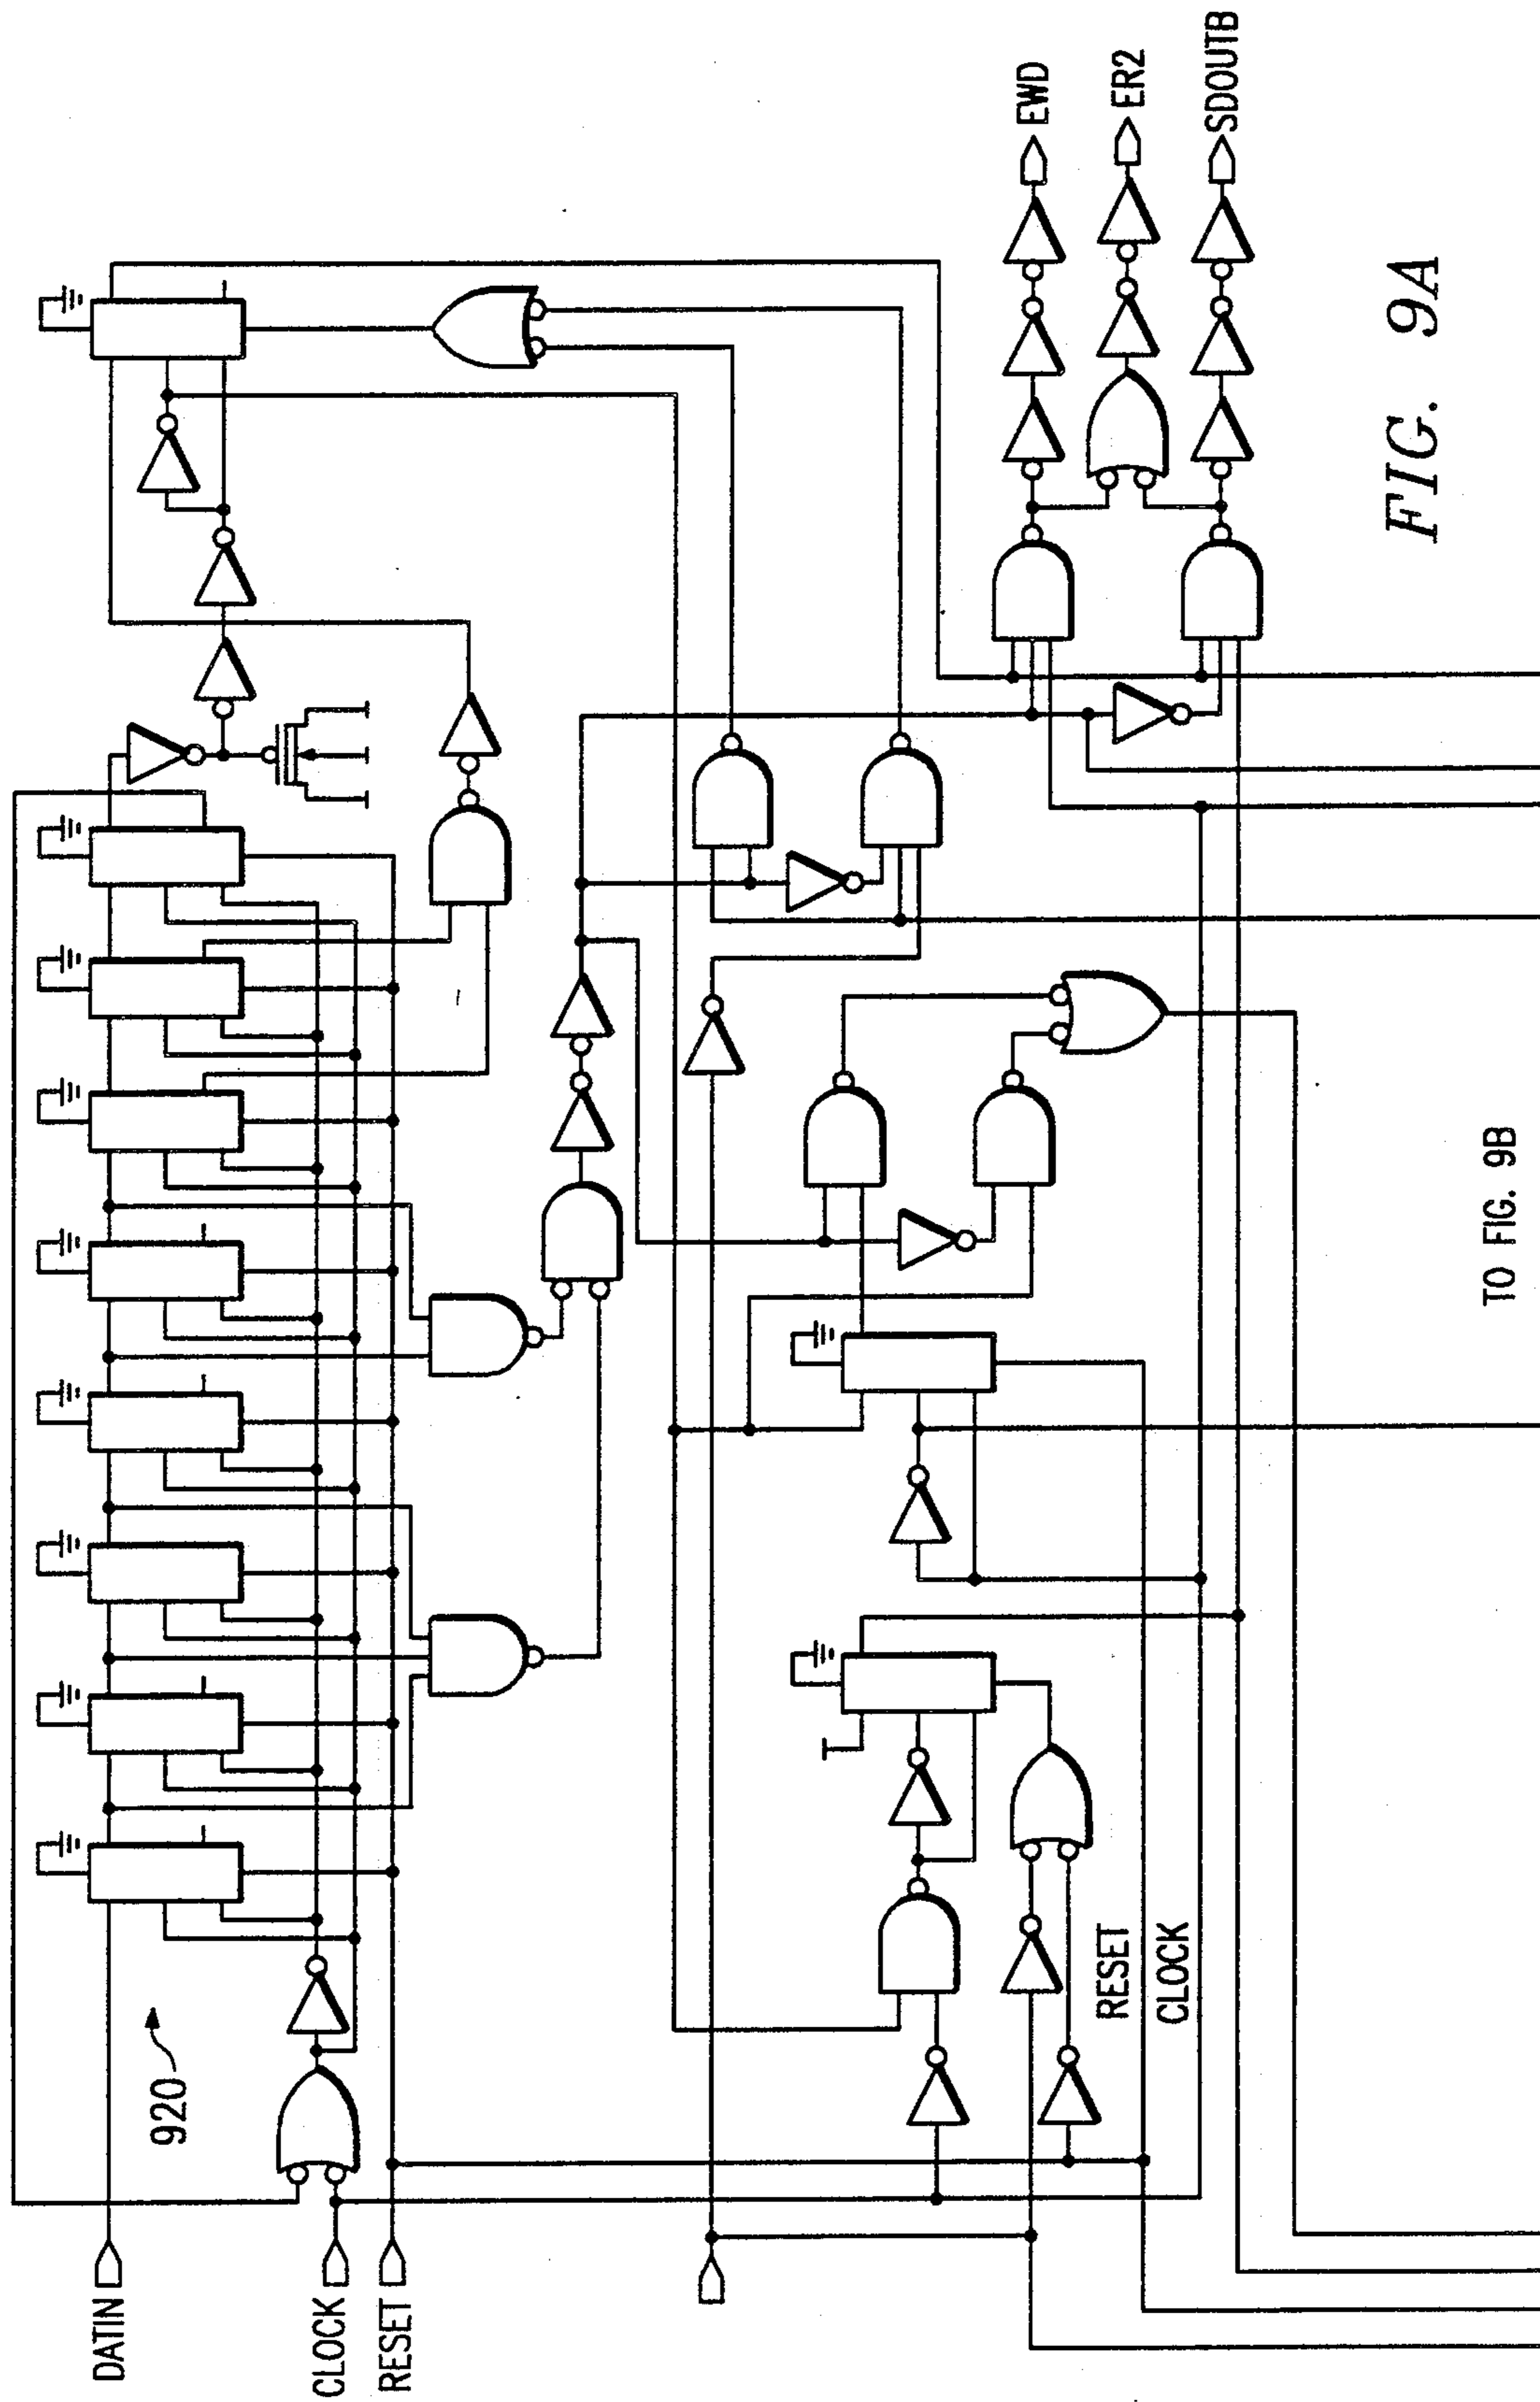 DATIN
CLOCK
RESET
920
RESET
CLOCK
EWD
ER2
SDOUTB
TO FIG. 9B
FIG. 9A